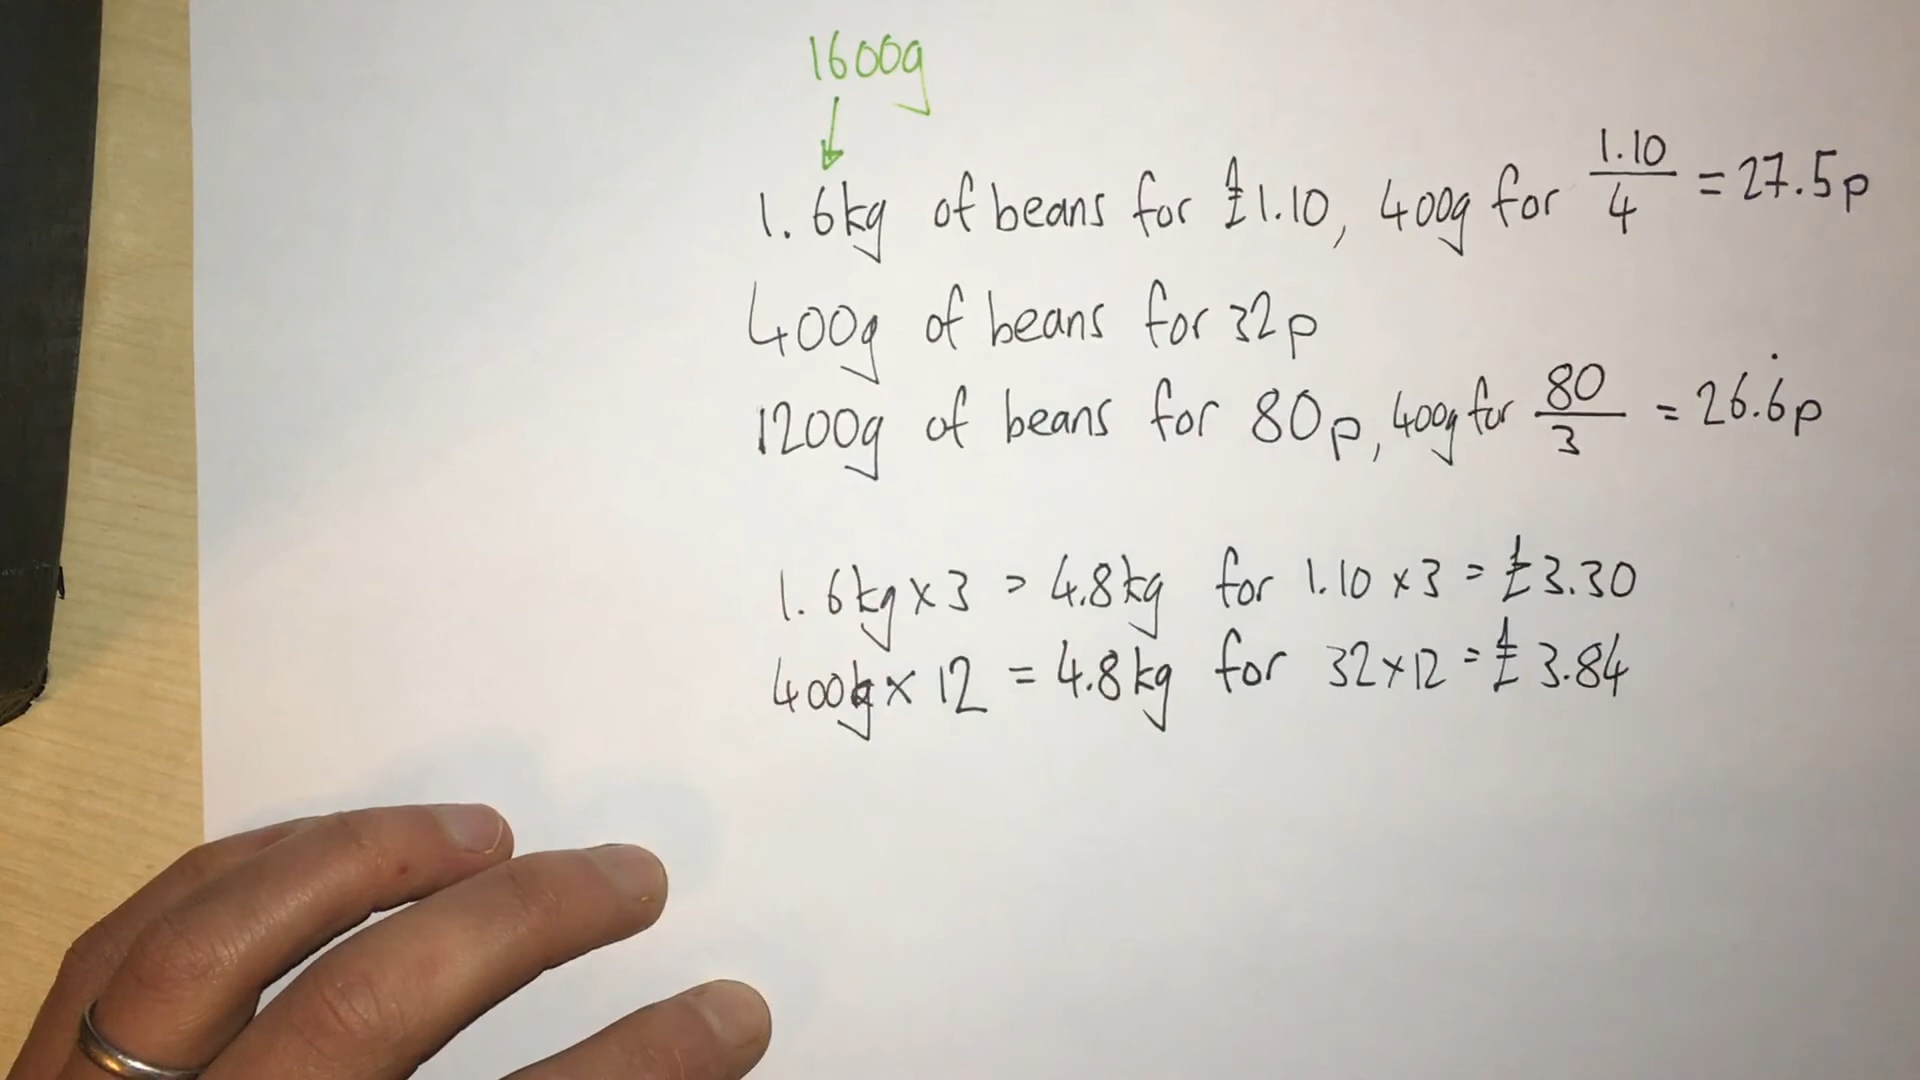 1600g
1.6kg of beans for £1.10, 400g for 1.10/4 = 27.5p
400g of beans for 32p
1200g of beans for 80p, 400g for 80/3 = 26.6̇p
1.6kg x 3 = 4.8kg for 1.10 x 3 = £3.30
400g x 12 = 4.8kg for 32 x 12 = £3.84